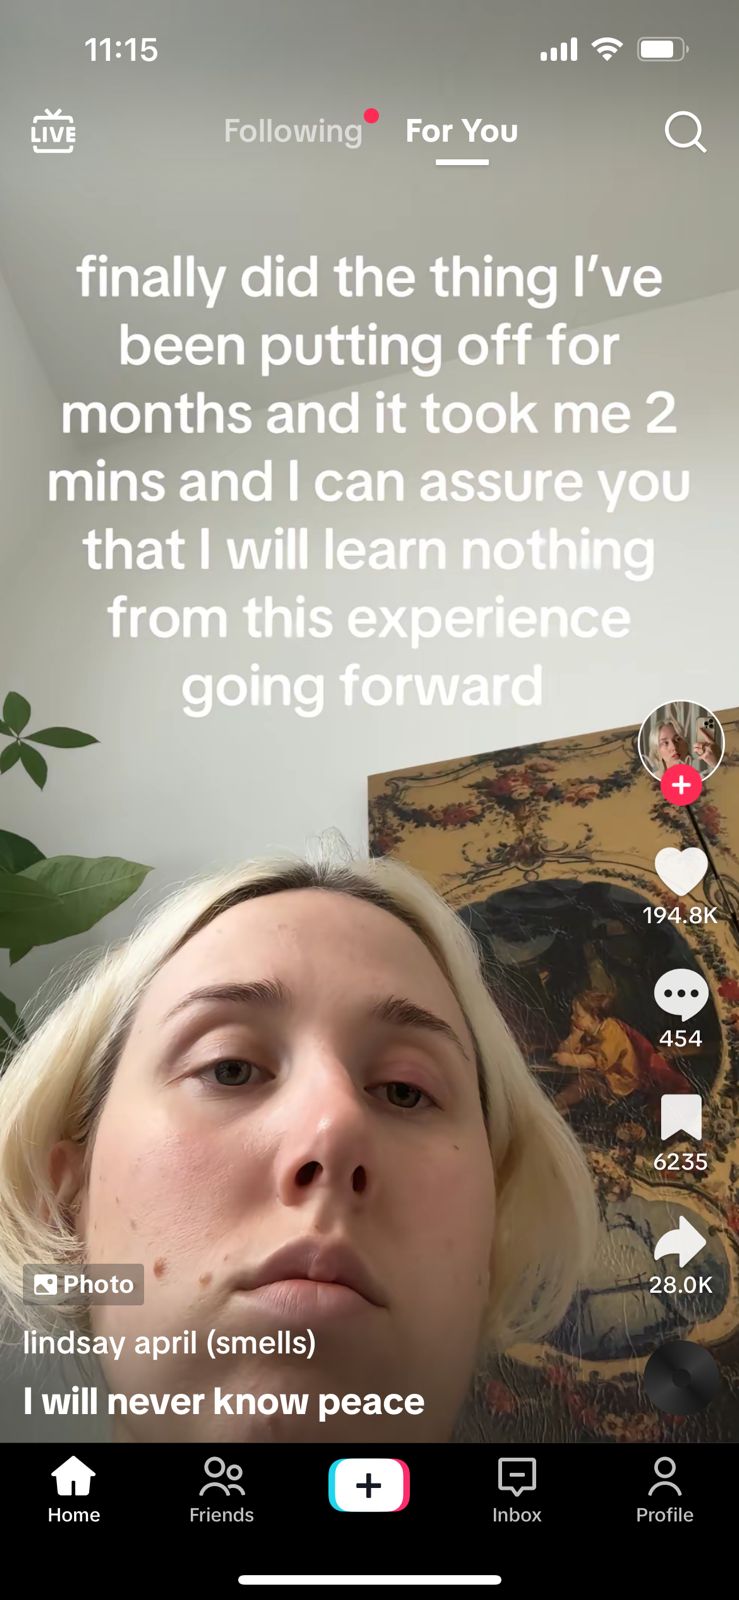 11:15
LIVE
Following
For You
finally did the thing I’ve
been putting off for
months and it took me 2
mins and I can assure you
that I will learn nothing
from this experience
going forward
194.8K
454
6235
28.0K
Photo
lindsay april (smells)
I will never know peace
Home
Friends
Inbox
Profile